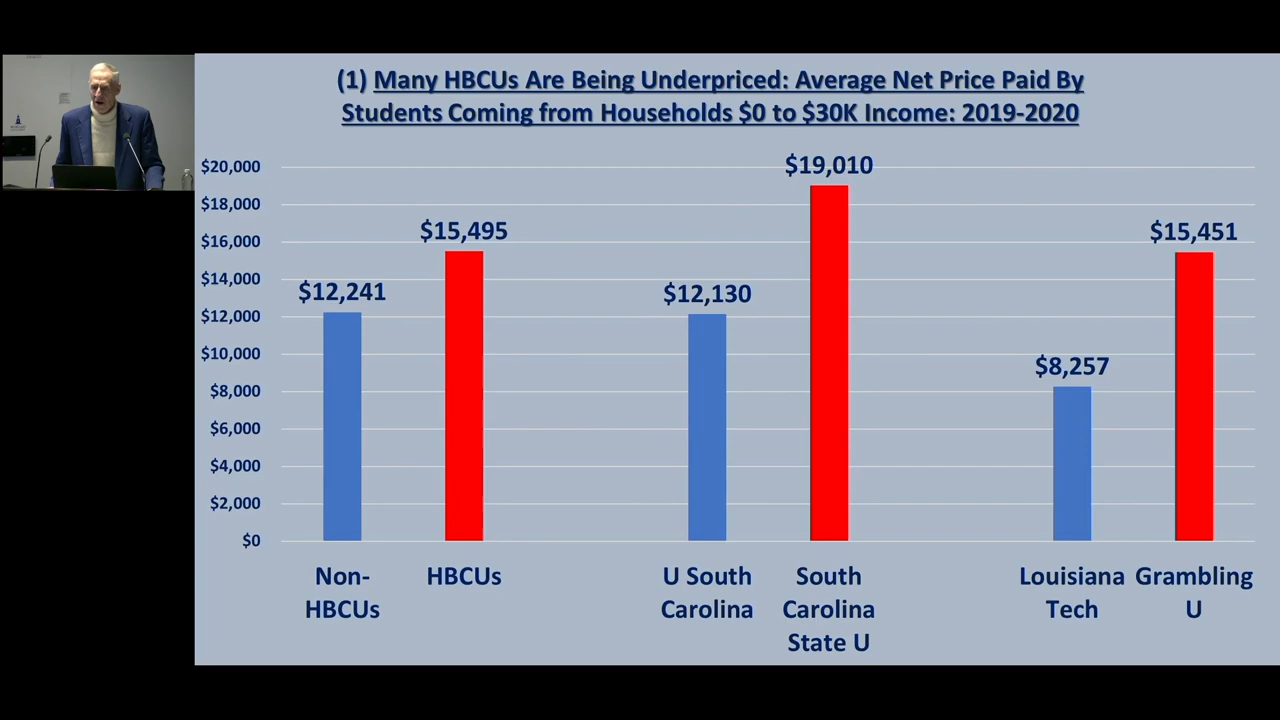 (1) Many HBCUs Are Being Underpriced: Average Net Price Paid By
Students Coming from Households $0 to $30K Income: 2019-2020
$20,000
$18,000
$16,000
$14,000
$12,000
$10,000
$8,000
$6,000
$4,000
$2,000
$0
$12,241
$15,495
$12,130
$19,010
$8,257
$15,451
Non-
HBCUs
HBCUs
U South
Carolina
South
Carolina
State U
Louisiana
Tech
Grambling
U